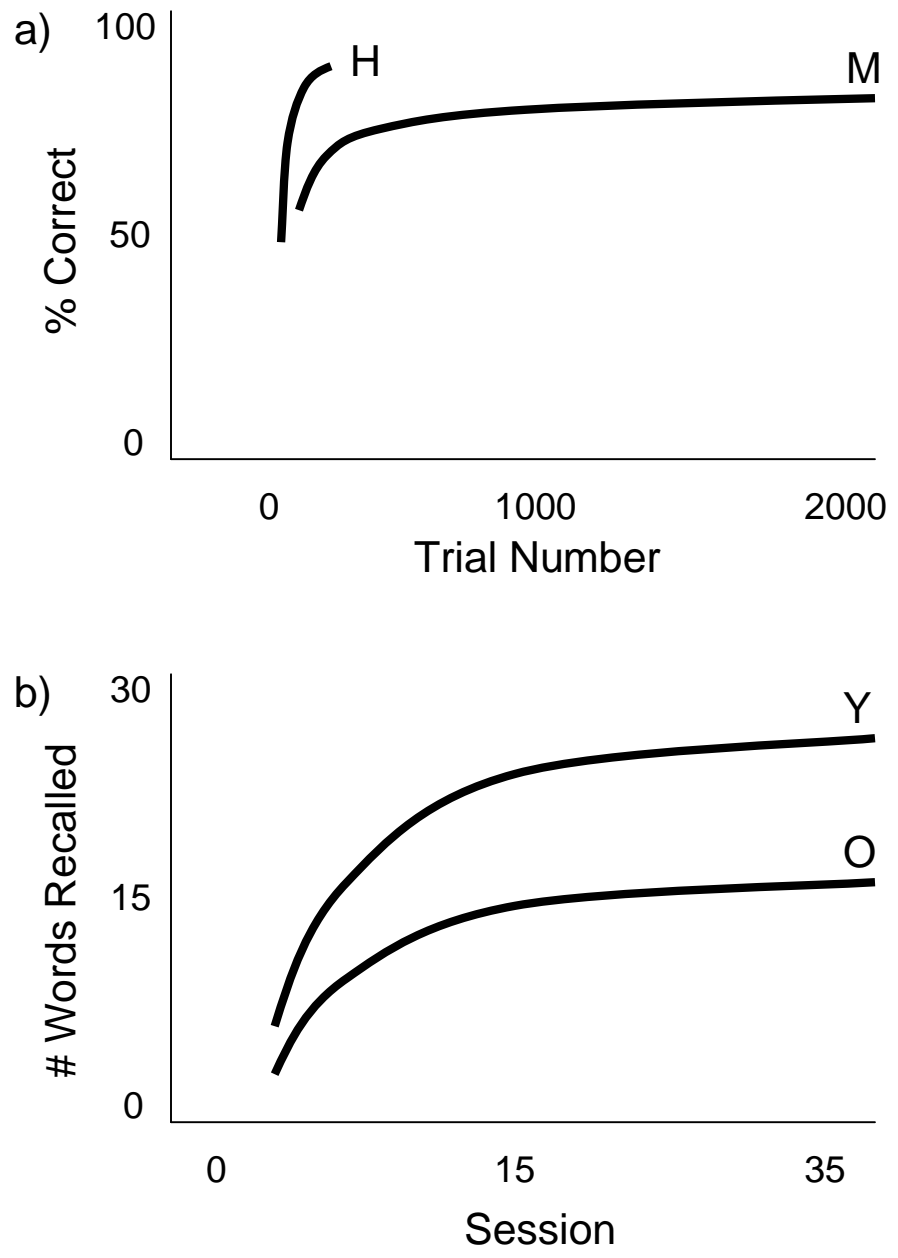 a)
100
H
M
% Correct
50
0
0 1000 2000
Trial Number
b)
30
Y
# Words Recalled
15
O
0
0 15 35
Session